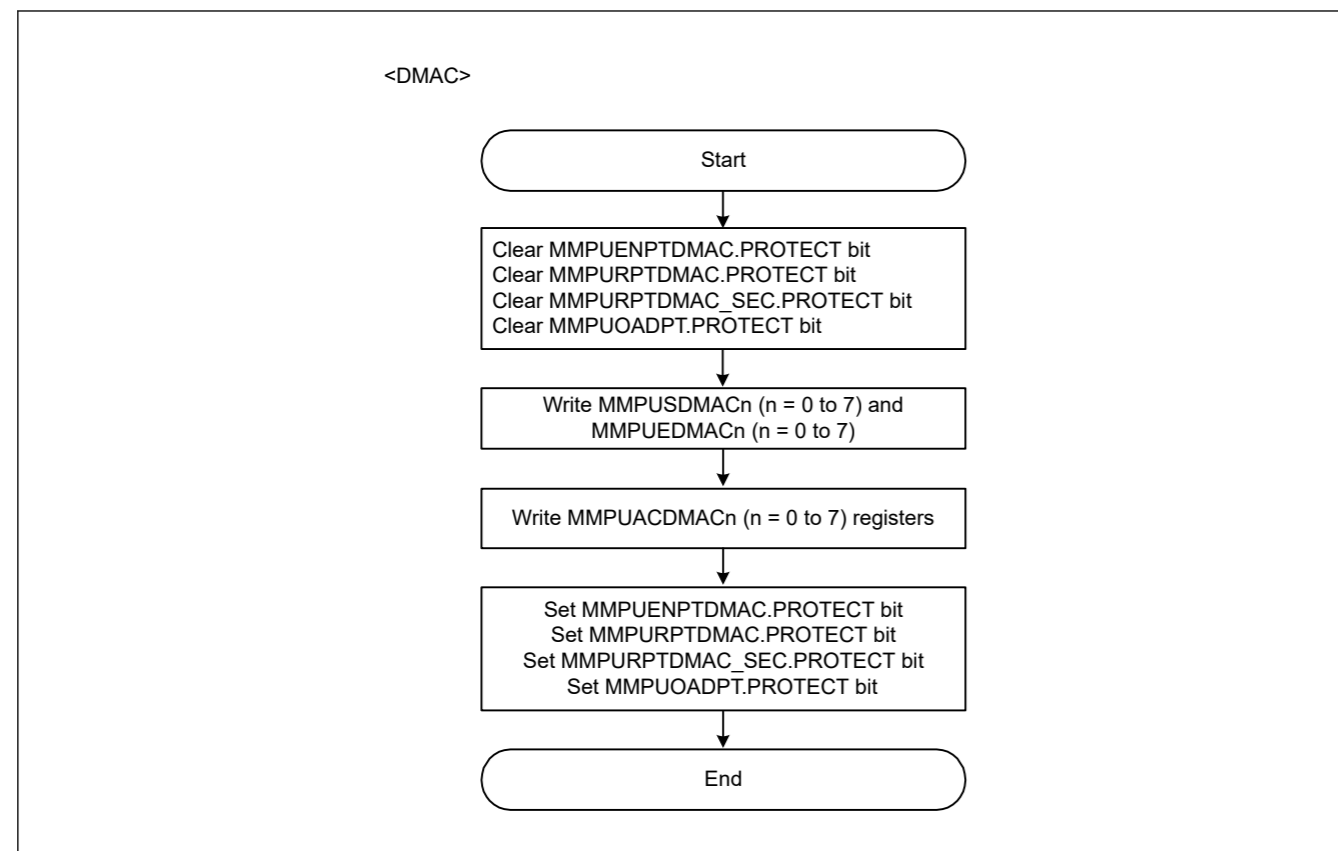 <DMAC>
Start
Clear MMPUENPTDMAC.PROTECT bit
Clear MMPURPTDMAC.PROTECT bit
Clear MMPURPTDMAC_SEC.PROTECT bit
Clear MMPUOADPT.PROTECT bit
Write MMPUSDMACn (n = 0 to 7) and
MMPUEDMACn (n = 0 to 7)
Write MMPUACDMACn (n = 0 to 7) registers
Set MMPUENPTDMAC.PROTECT bit
Set MMPURPTDMAC.PROTECT bit
Set MMPURPTDMAC_SEC.PROTECT bit
Set MMPUOADPT.PROTECT bit
End